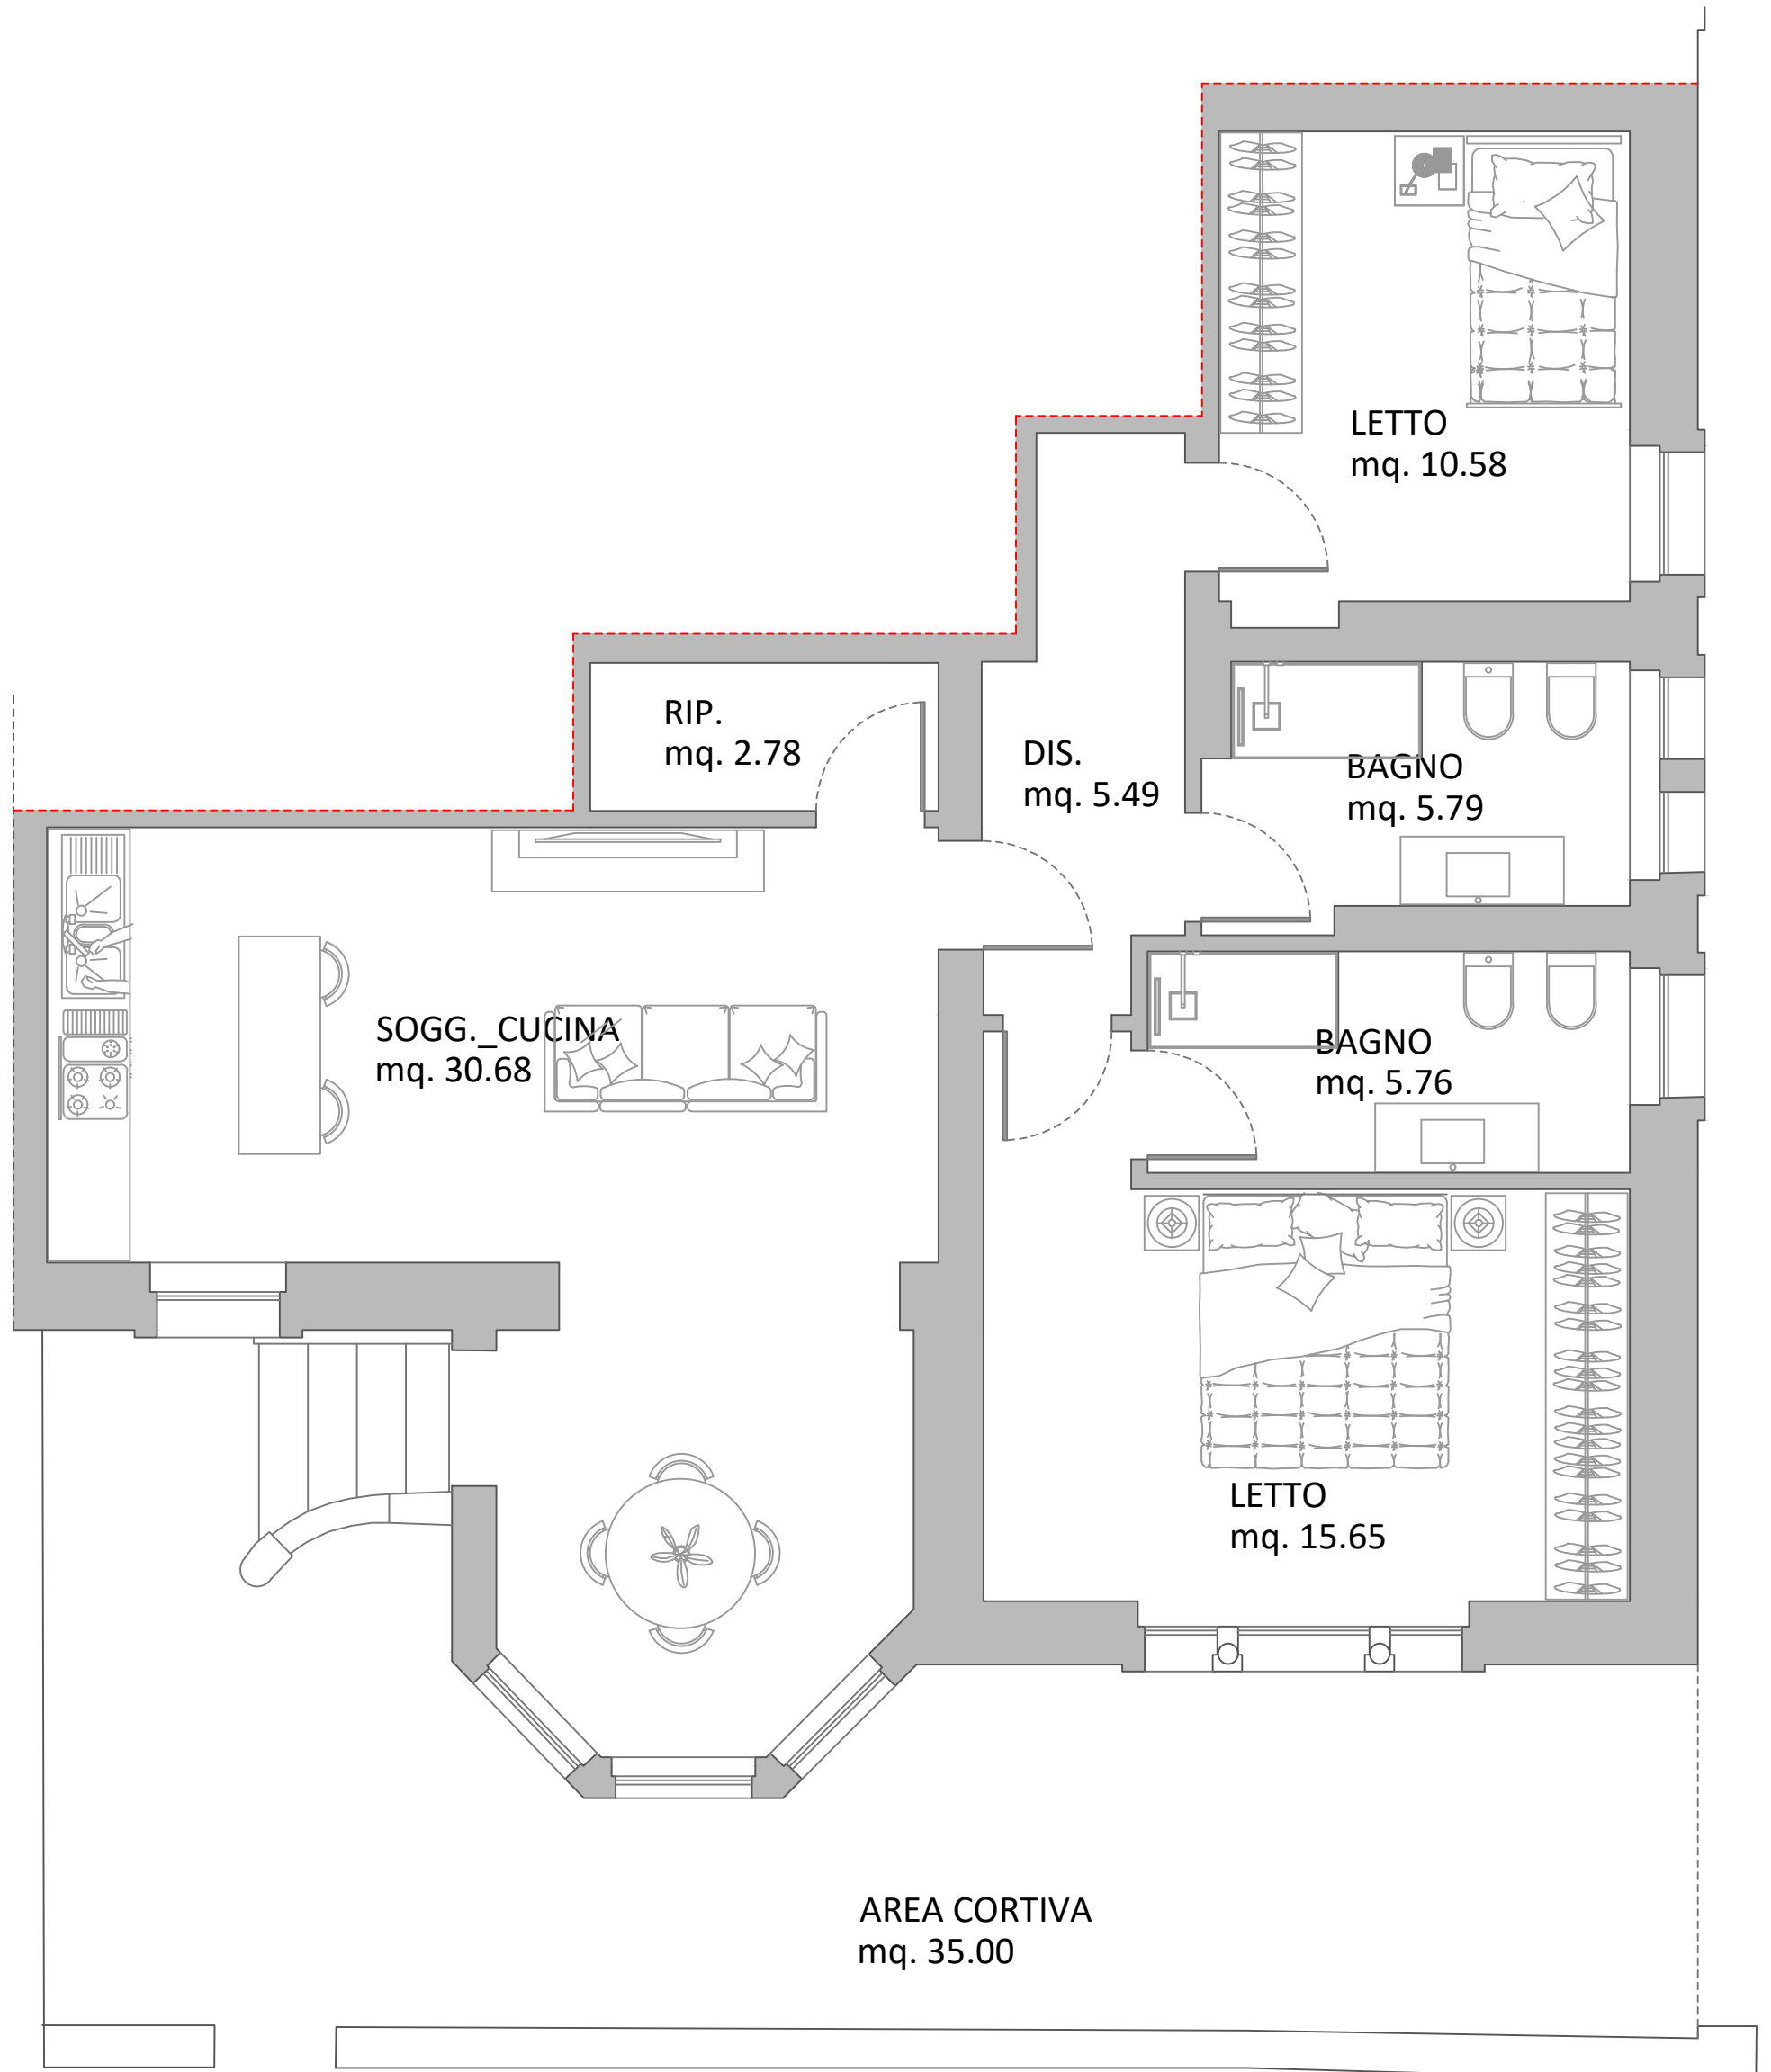 LETTO
mq. 10.58
RIP.
mq. 2.78
DIS.
mq. 5.49
BAGNO
mq. 5.79
SOGG._CUCINA
mq. 30.68
BAGNO
mq. 5.76
LETTO
mq. 15.65
AREA CORTIVA
mq. 35.00